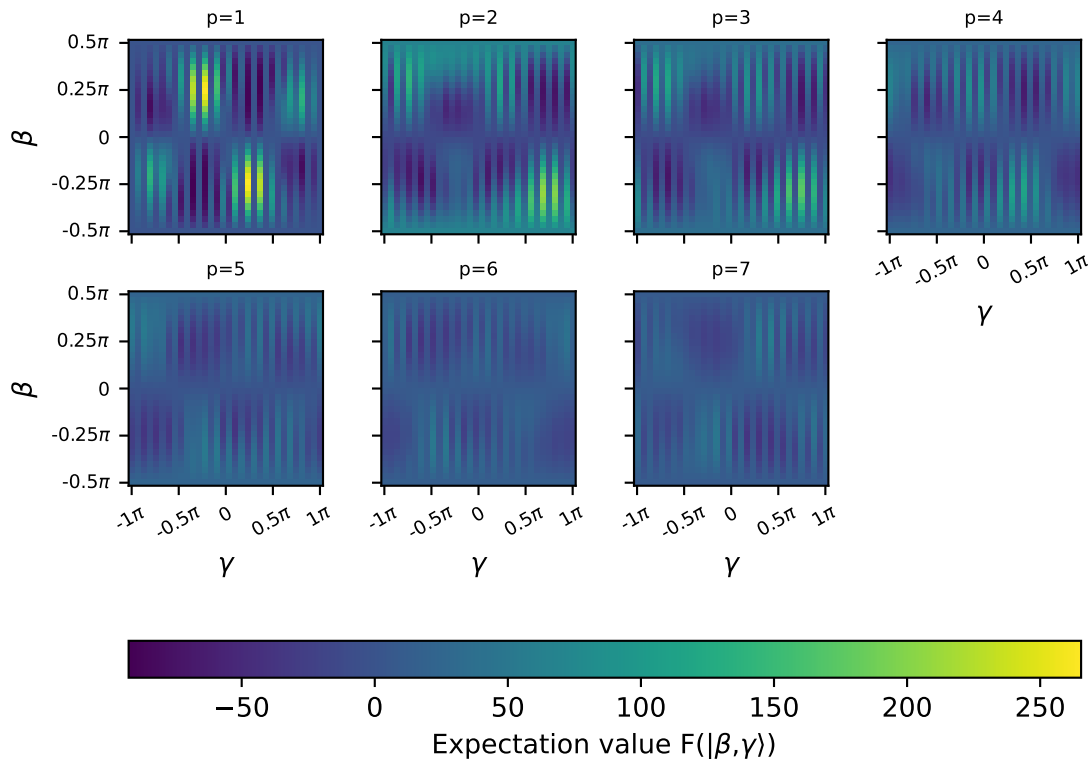 p=1 p=2 p=3 p=4
0.5π
0.25π
0
-0.25π
-0.5π
β
-1π -0.5π 0 0.5π 1π
γ
p=5 p=6 p=7
0.5π
0.25π
0
-0.25π
-0.5π
β
-1π -0.5π 0 0.5π 1π -1π -0.5π 0 0.5π 1π -1π -0.5π 0 0.5π 1π
γ γ γ
−50 0 50 100 150 200 250
Expectation value F(|β,γ⟩)